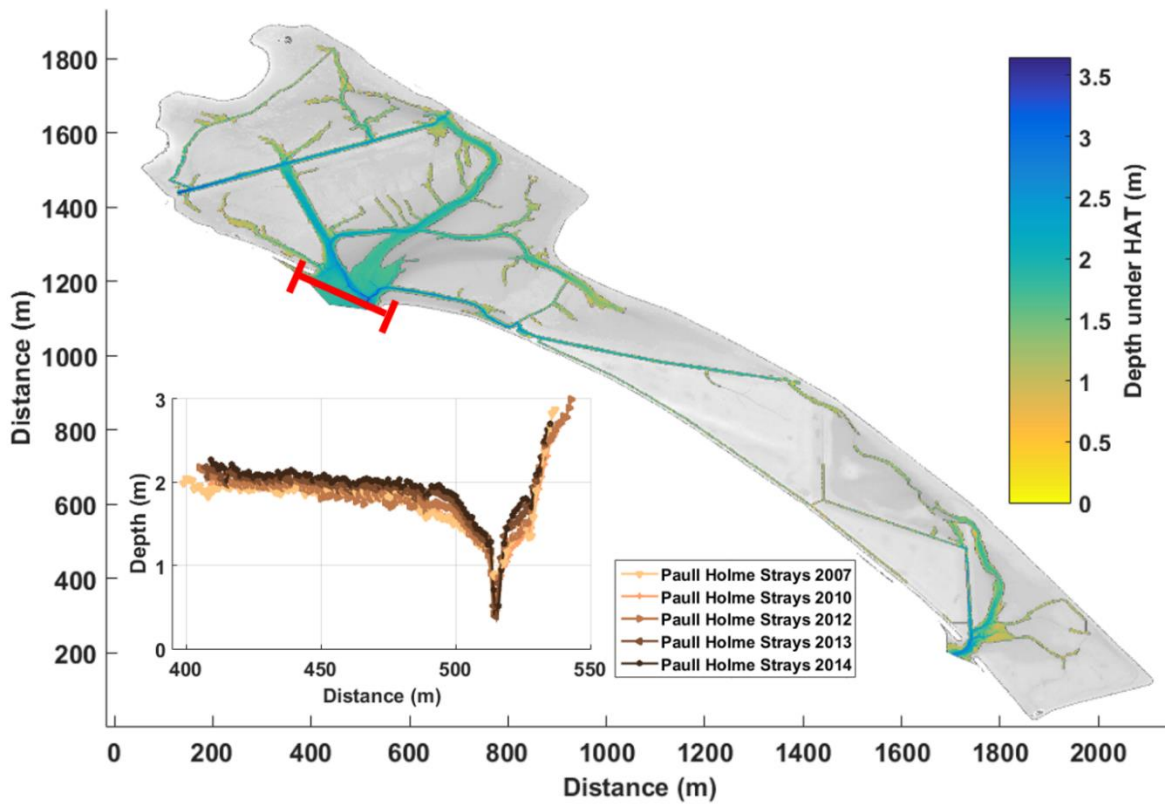 1800
1600
1400
1200
1000
800
600
400
200
Distance (m)
0 200 400 600 800 1000 1200 1400 1600 1800 2000
Distance (m)
3.5
3
2.5
2
1.5
1
0.5
0
Depth under HAT (m)
3
2
1
0
Depth (m)
400 450 500 550
Distance (m)
Paull Holme Strays 2007
Paull Holme Strays 2010
Paull Holme Strays 2012
Paull Holme Strays 2013
Paull Holme Strays 2014